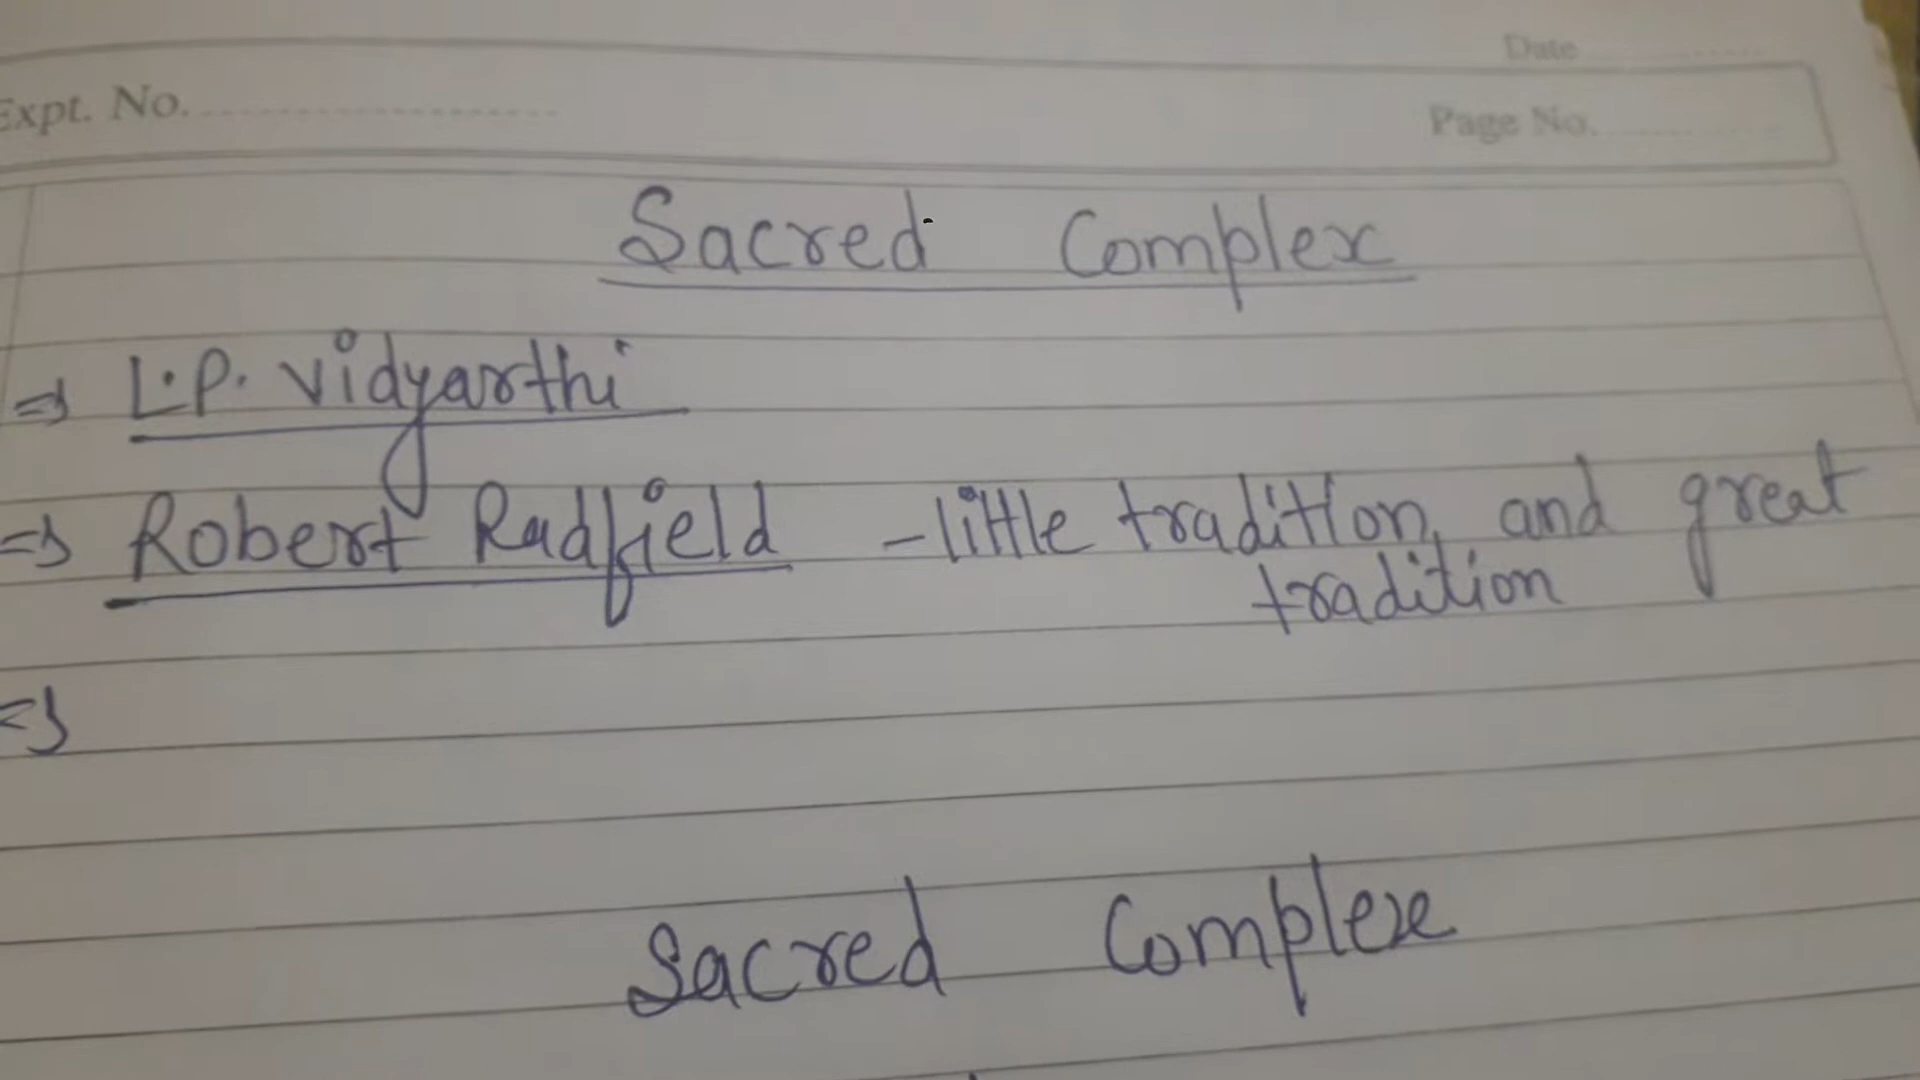 Date
Expt. No.
Page No.
Sacred Complex
=> L.P. Vidyarthi
=> Robert Radfield - little tradition, and great
tradition
=>
Sacred Complex